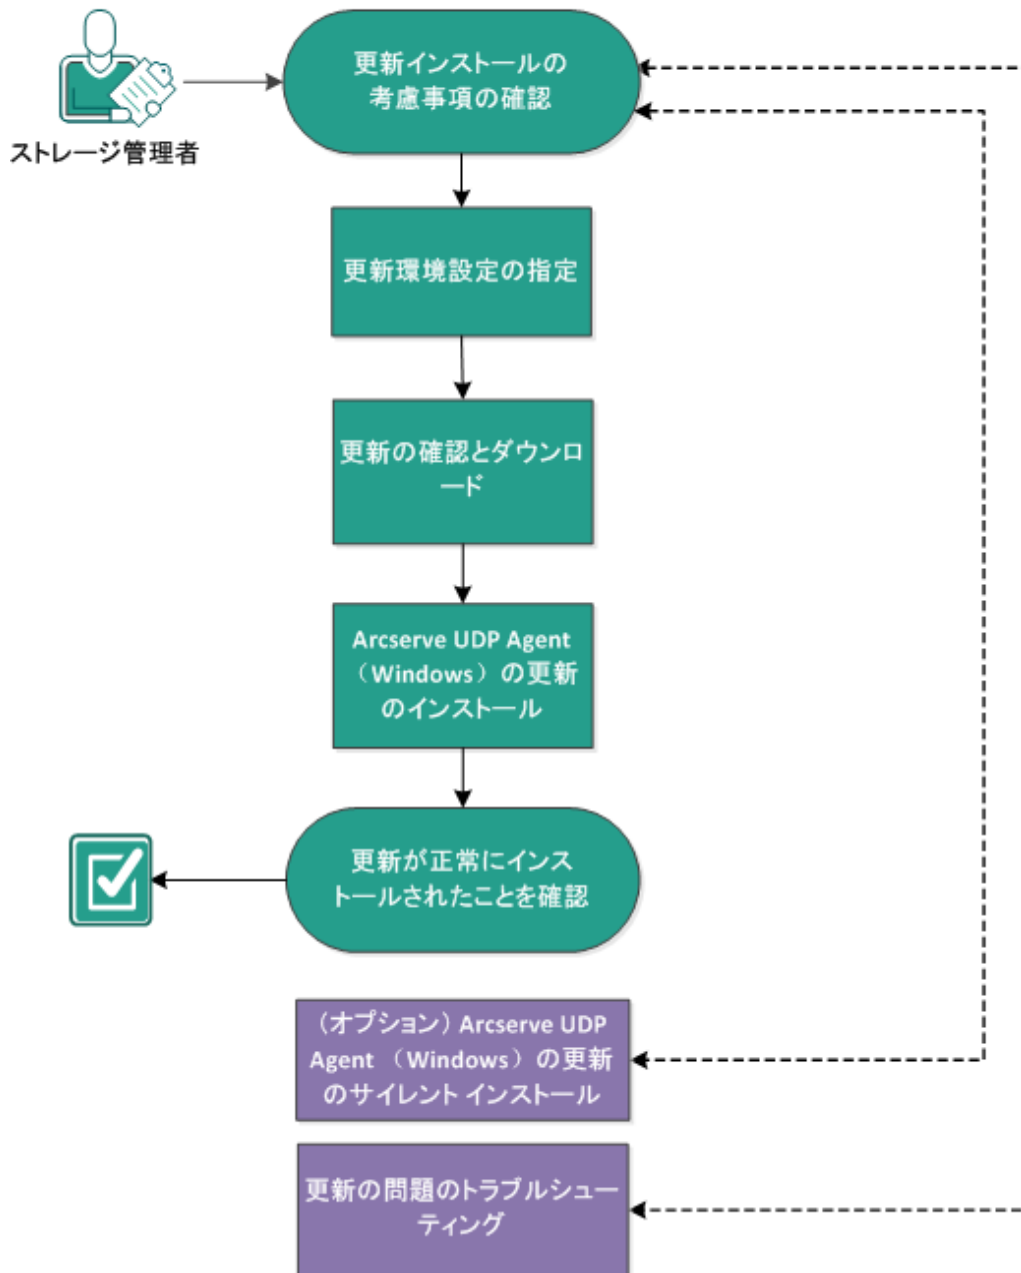 ストレージ管理者
更新インストールの
考慮事項の確認
更新環境設定の指定
更新の確認とダウンロ
ード
Arcserve UDP Agent
（Windows）の更新
のインストール
更新が正常にインス
トールされたことを確認
（オプション）Arcserve UDP
Agent （Windows）の更新
のサイレント インストール
更新の問題のトラブルシュー
ティング